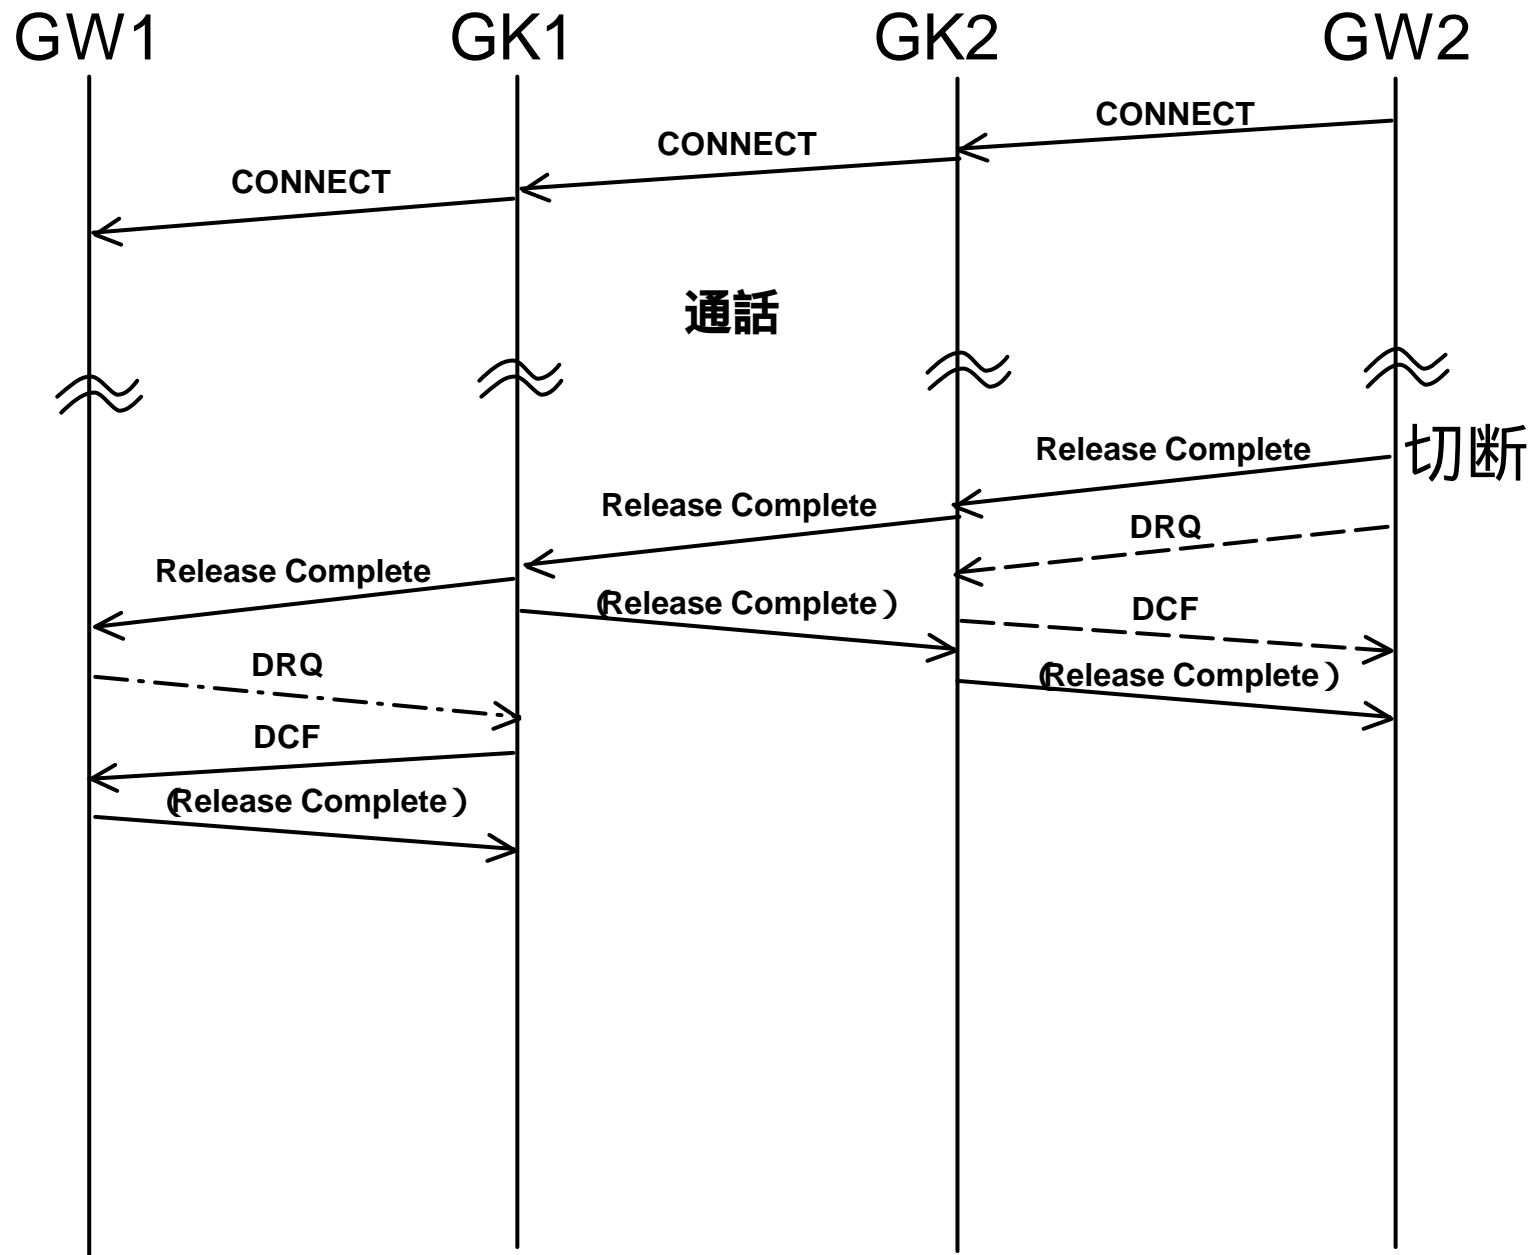 GW1 GK1 GK2 GW2
CONNECT
CONNECT
CONNECT
通話
切断
Release Complete
Release Complete
DRQ
Release Complete
(Release Complete)
DCF
DRQ
(Release Complete)
DCF
(Release Complete)